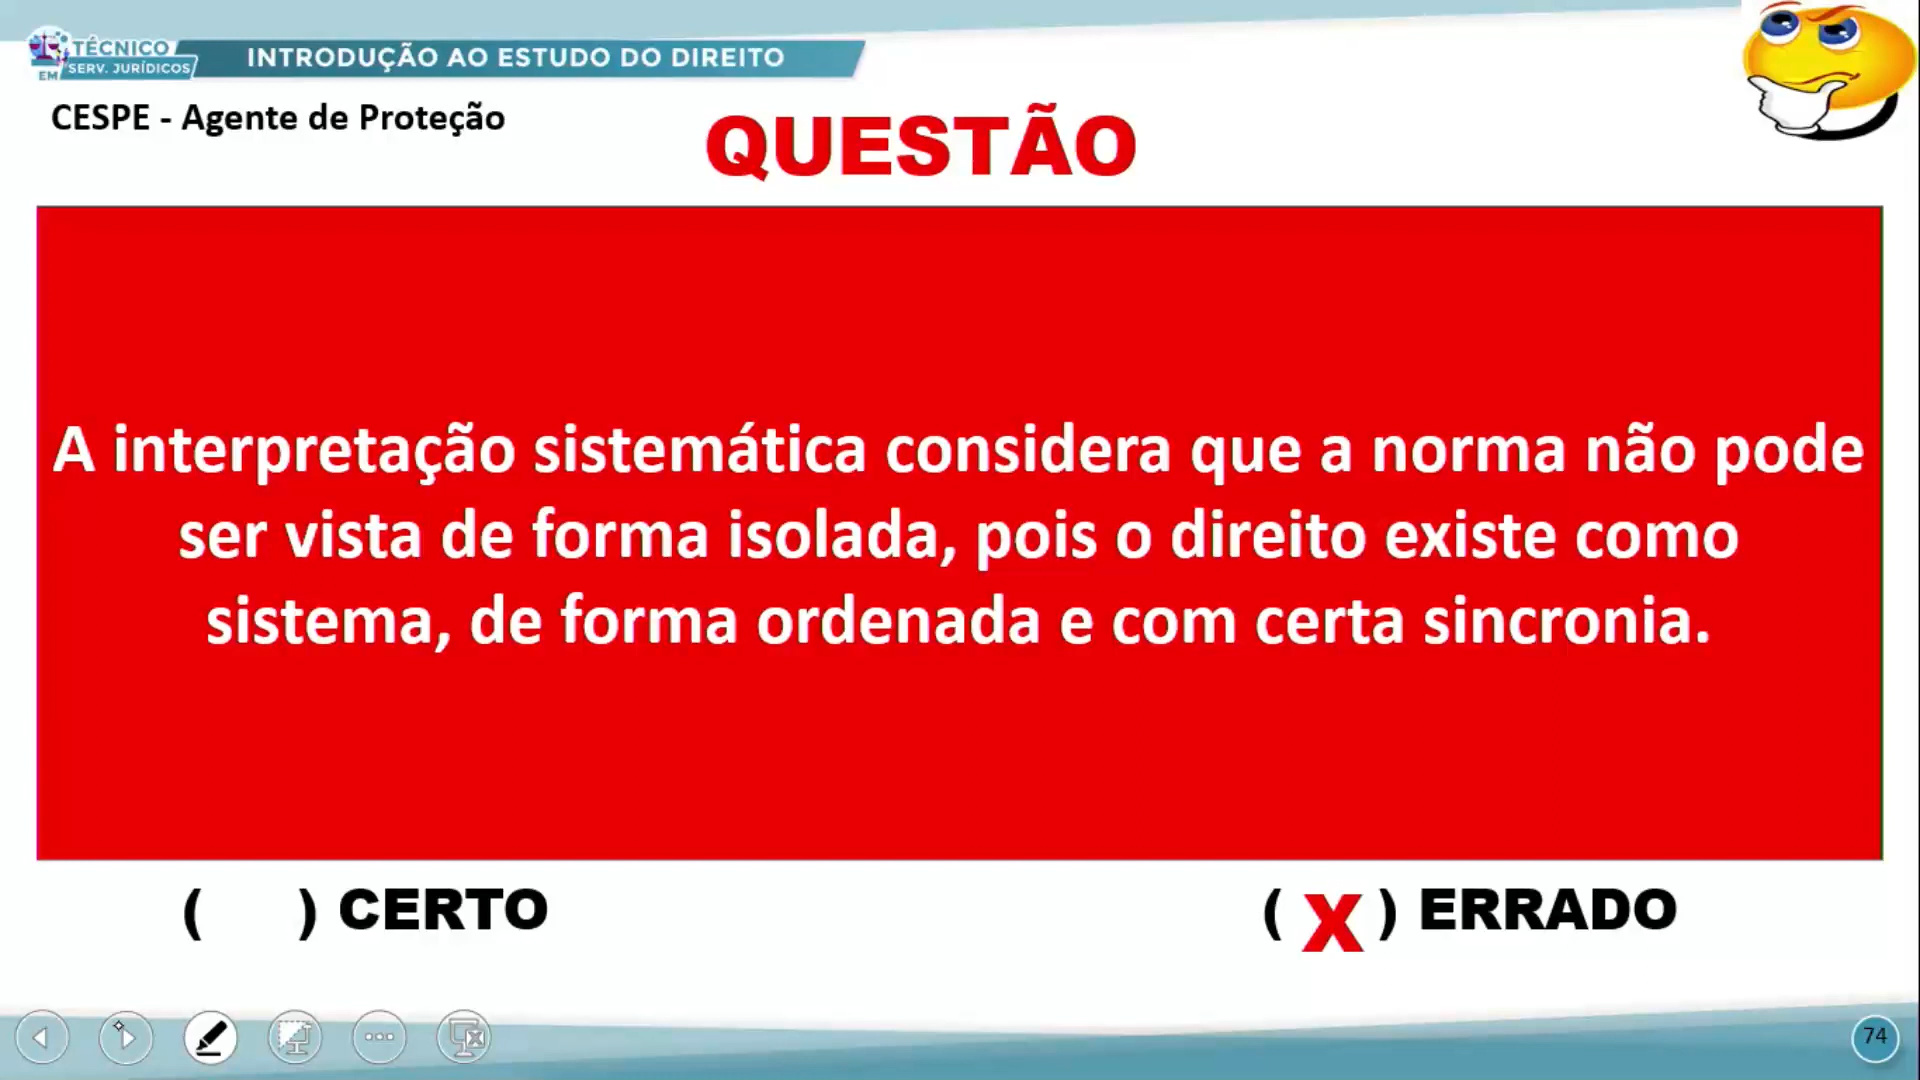 TÉCNICO
EM SERV. JURÍDICOS
INTRODUÇÃO AO ESTUDO DO DIREITO
CESPE - Agente de Proteção
QUESTÃO
A interpretação sistemática considera que a norma não pode
ser vista de forma isolada, pois o direito existe como
sistema, de forma ordenada e com certa sincronia.
( ) CERTO
( X ) ERRADO
74